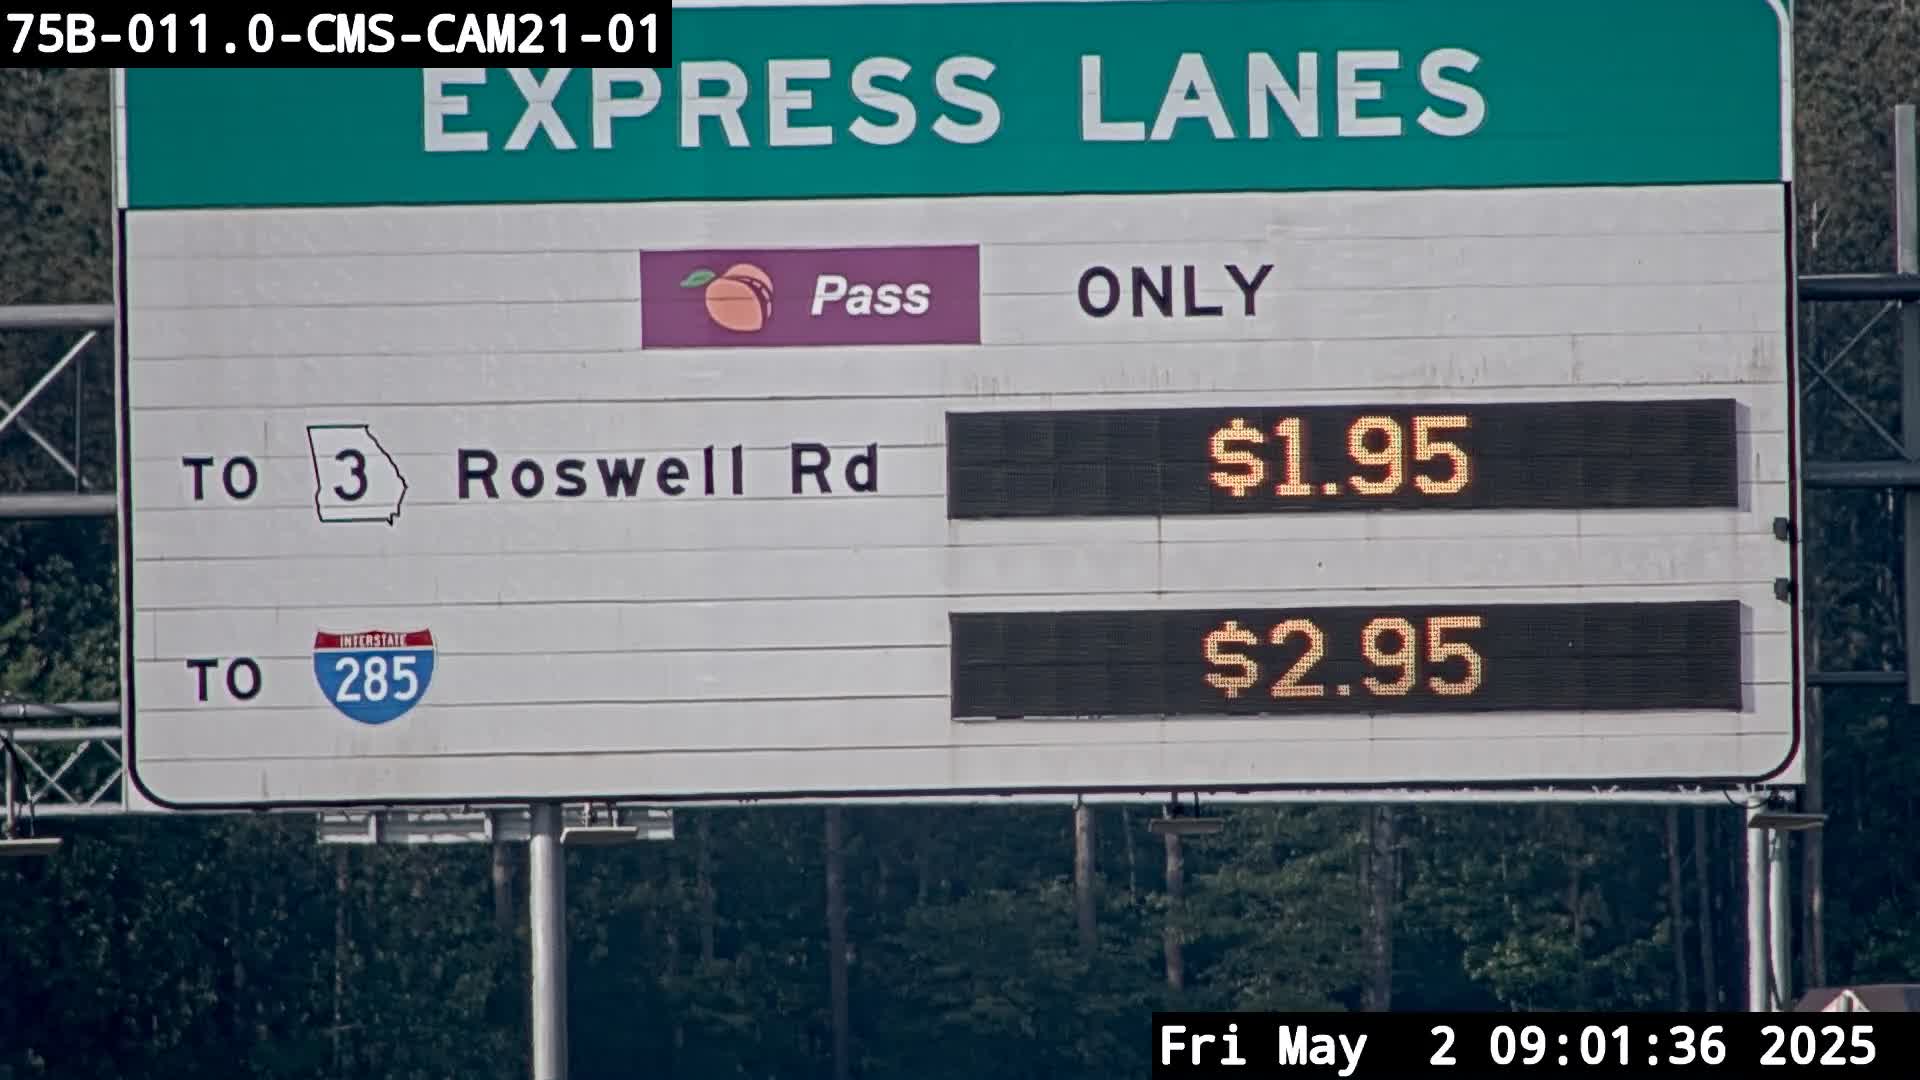 75B-011.0-CMS-CAM21-01
EXPRESS LANES
Pass ONLY
TO 3 Roswell Rd $1.95
INTERSTATE
TO 285 $2.95
Fri May 2 09:01:36 2025